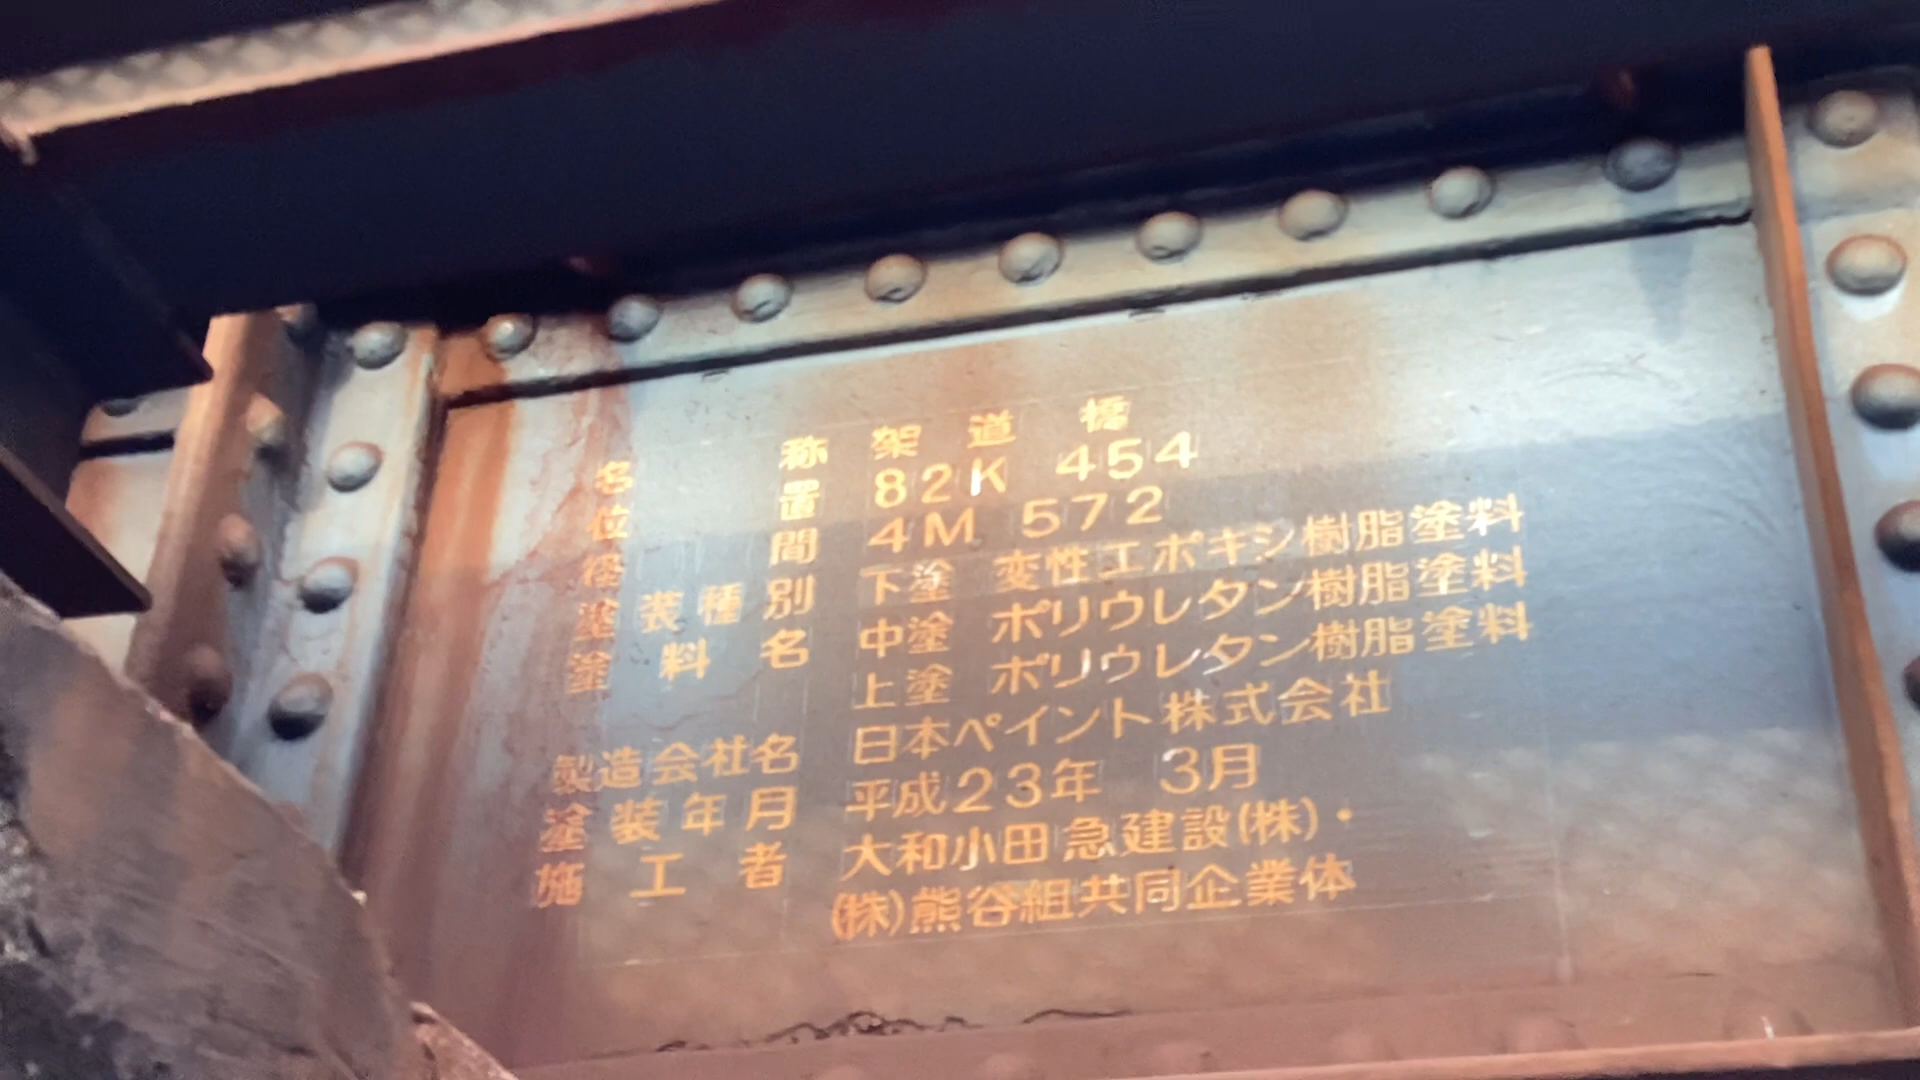 名称 架道橋
位置 82K 454
径間 4M 572
塗装種別 下塗 変性エポキシ樹脂塗料
塗料名 中塗 ポリウレタン樹脂塗料
上塗 ポリウレタン樹脂塗料
製造会社名 日本ペイント株式会社
塗装年月 平成23年 3月
施工者 大和小田急建設(株)・
(株)熊谷組共同企業体